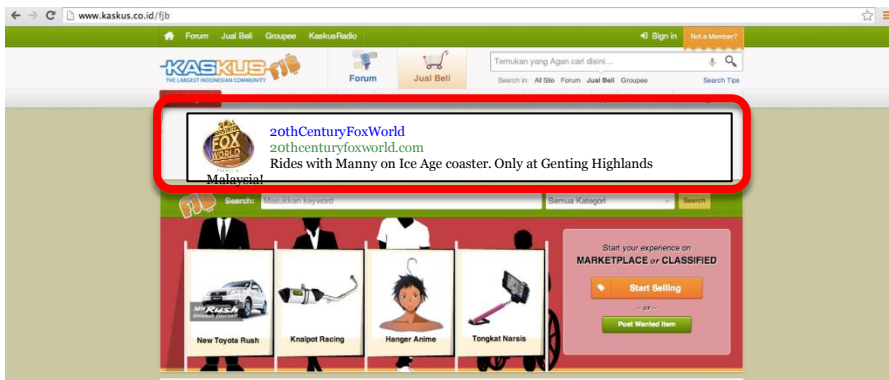 www.kaskus.co.id/fjb
Forum Jual Beli Groupee KaskusRadio
Sign in Not a Member?
KASKUS FJB
THE LARGEST INDONESIAN COMMUNITY
Forum
Jual Beli
Temukan yang Agan cari disini...
Search in: All Site Forum Jual Beli Groupee
Search Tips
FOX
WORLD
20thCenturyFoxWorld
20thcenturyfoxworld.com
Rides with Manny on Ice Age coaster. Only at Genting Highlands
Malaysia!
FJB
Search: Masukkan keyword
Semua Kategori
Search
Rush
New Toyota Rush
Knalpot Racing
Hanger Anime
Tongkat Narsis
Start your experience on
MARKETPLACE or CLASSIFIED
Start Selling
- or -
Post Wanted Item